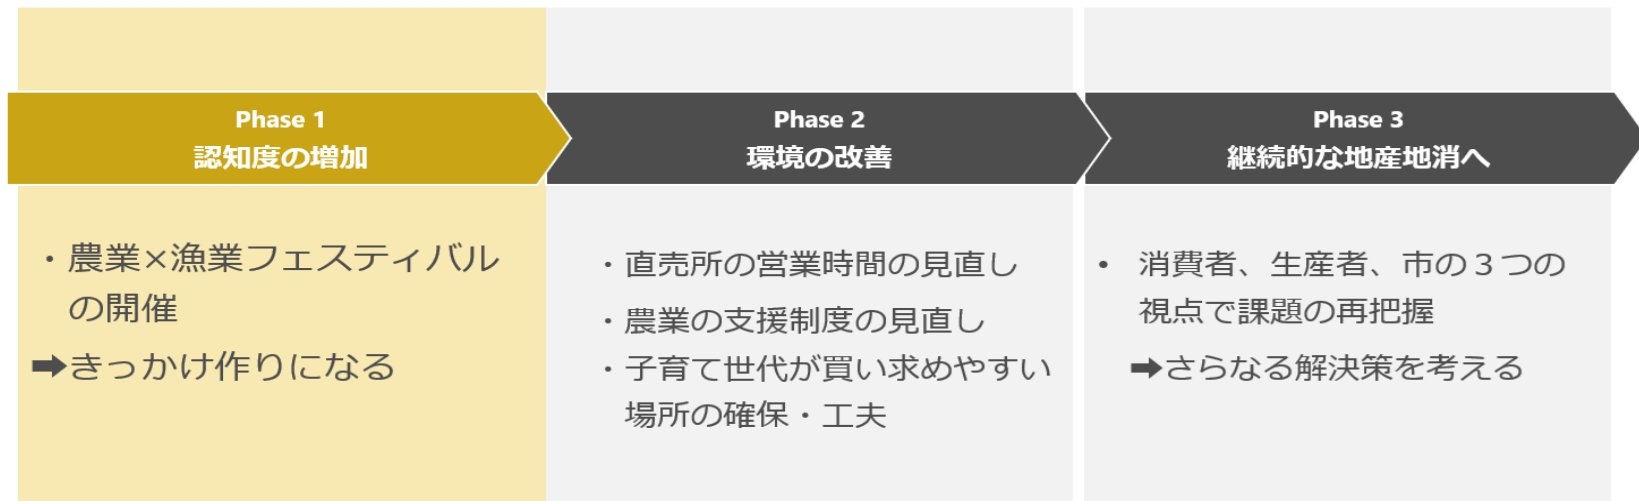 Phase 1
認知度の増加
・農業×漁業フェスティバル
の開催
➡きっかけ作りになる
Phase 2
環境の改善
・直売所の営業時間の見直し
・農業の支援制度の見直し
・子育て世代が買い求めやすい
場所の確保・工夫
Phase 3
継続的な地産地消へ
• 消費者、生産者、市の３つの
視点で課題の再把握
➡さらなる解決策を考える